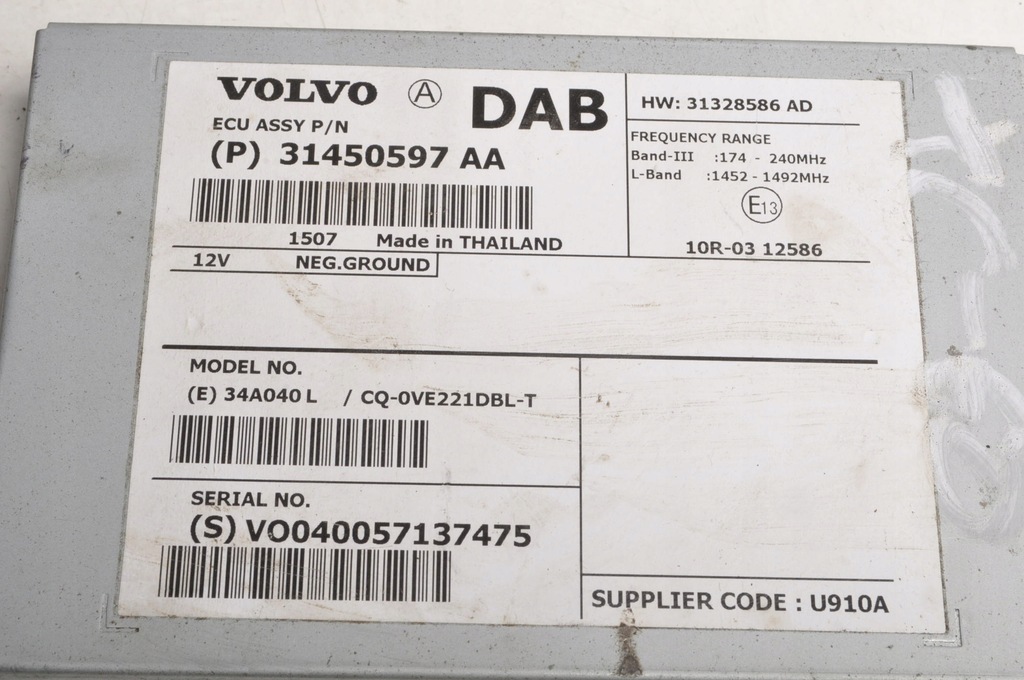 VOLVO A DAB
ECU ASSY P/N
(P) 31450597 AA
1507 Made in THAILAND
12V NEG.GROUND
HW: 31328586 AD
FREQUENCY RANGE
Band-III :174 - 240MHz
L-Band :1452 - 1492MHz
E13
10R-03 12586
MODEL NO.
(E) 34A040 L / CQ-0VE221DBL-T
SERIAL NO.
(S) VO040057137475
SUPPLIER CODE : U910A